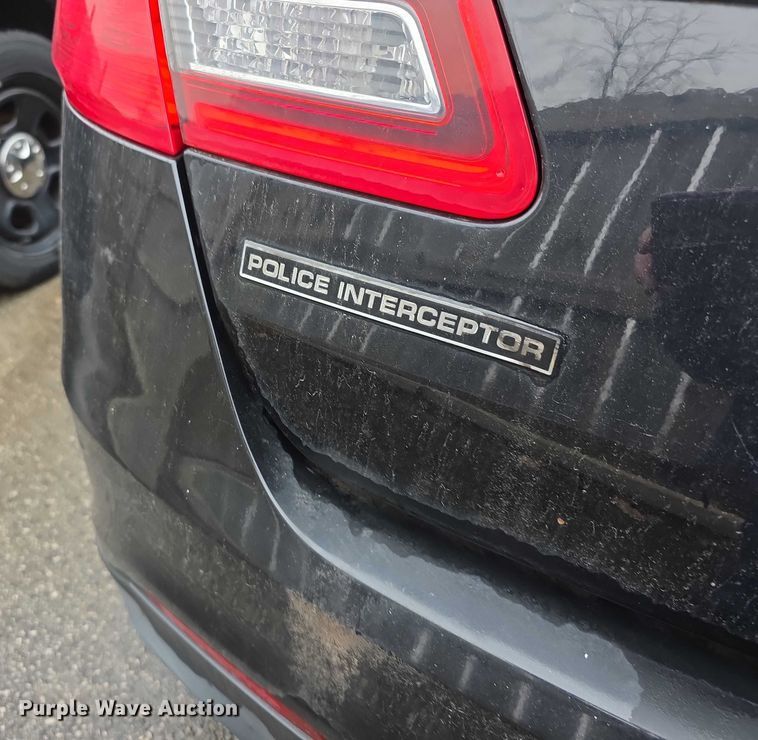 POLICE INTERCEPTOR
Purple Wave Auction